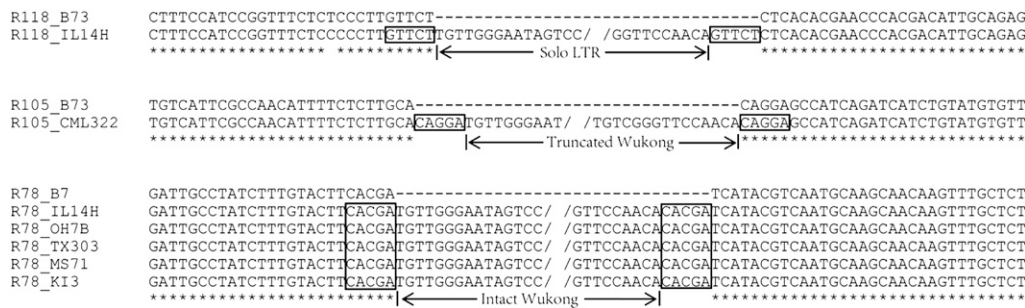 R118_B73 CTTTCCATCCGGTTTCTCCCTTGTTCT--------------------------------CTCACACGAACCCACGACATTGCAGAG
R118_IL14H CTTTCCATCCGGTTTCTCCCCCTTGTTCTTGTTGGGAATAGTCC/ /GGTTCCAACAGTTCTCTCACACGAACCCACGACATTGCAGAG
****************** *******
Solo LTR
R105_B73 TGTCATTCGCCAACATTTTCTCTTGCA--------------------------------CAGGAGCCATCAGATCATCTGTATGTGTT
R105_CML322 TGTCATTCGCCAACATTTTCTCTTGCACAGGATGTTGGGAAT/ /TGTCGGGTTCCAACACAGGAGCCATCAGATCATCTGTATGTGTT
***************************
Truncated Wukong
R78_B7 GATTGCCTATCTTTGTACTTCACGA-------------------------------TCATACGTCAATGCAAGCAACAAGTTTGCTCT
R78_IL14H GATTGCCTATCTTTGTACTTCACGATGTTGGGAATAGTCC/ /GTTCCAACACACGATCATACGTCAATGCAAGCAACAAGTTTGCTCT
R78_OH7B GATTGCCTATCTTTGTACTTCACGATGTTGGGAATAGTCC/ /GTTCCAACACACGATCATACGTCAATGCAAGCAACAAGTTTGCTCT
R78_TX303 GATTGCCTATCTTTGTACTTCACGATGTTGGGAATAGTCC/ /GTTCCAACACACGATCATACGTCAATGCAAGCAACAAGTTTGCTCT
R78_MS71 GATTGCCTATCTTTGTACTTCACGATGTTGGGAATAGTCC/ /GTTCCAACACACGATCATACGTCAATGCAAGCAACAAGTTTGCTCT
R78_KI3 GATTGCCTATCTTTGTACTTCACGATGTTGGGAATAGTCC/ /GTTCCAACACACGATCATACGTCAATGCAAGCAACAAGTTTGCTCT
*************************
Intact Wukong